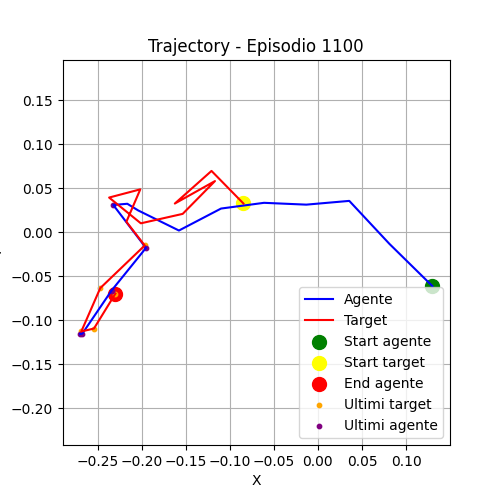 Trajectory - Episodio 1100
0.15
0.10
0.05
0.00
−0.05
−0.10
−0.15
−0.20
−0.25
−0.20
−0.15
−0.10
−0.05
0.00
0.05
0.10
X
Agente
Target
Start agente
Start target
End agente
Ultimi target
Ultimi agente